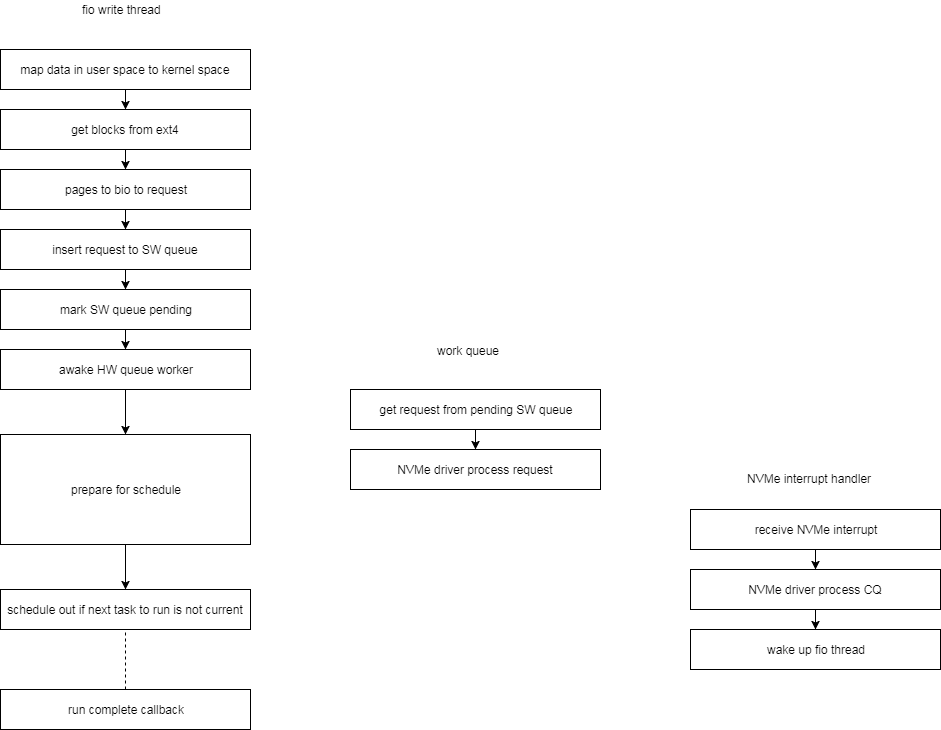 fio write thread
map data in user space to kernel space
get blocks from ext4
pages to bio to request
insert request to SW queue
mark SW queue pending
awake HW queue worker
prepare for schedule
schedule out if next task to run is not current
run complete callback
work queue
get request from pending SW queue
NVMe driver process request
NVMe interrupt handler
receive NVMe interrupt
NVMe driver process CQ
wake up fio thread